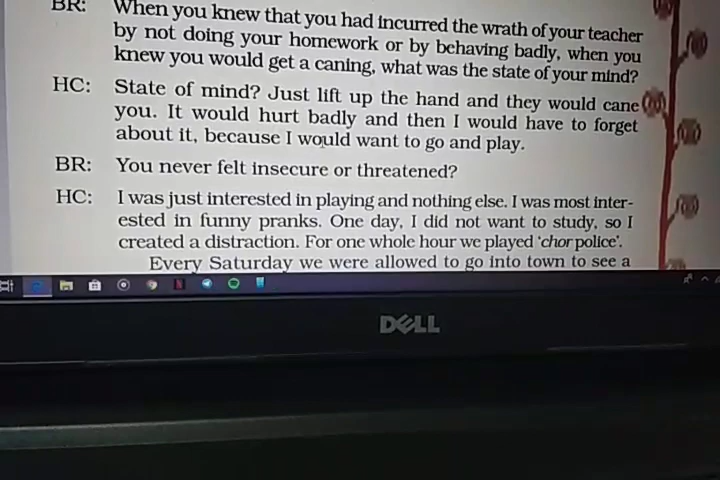 BR: When you knew that you had incurred the wrath of your teacher
by not doing your homework or by behaving badly, when you
knew you would get a caning, what was the state of your mind?
HC: State of mind? Just lift up the hand and they would cane
you. It would hurt badly and then I would have to forget
about it, because I would want to go and play.
BR: You never felt insecure or threatened?
HC: I was just interested in playing and nothing else. I was most inter-
ested in funny pranks. One day, I did not want to study, so I
created a distraction. For one whole hour we played ‘chor police’.
Every Saturday we were allowed to go into town to see a
DELL